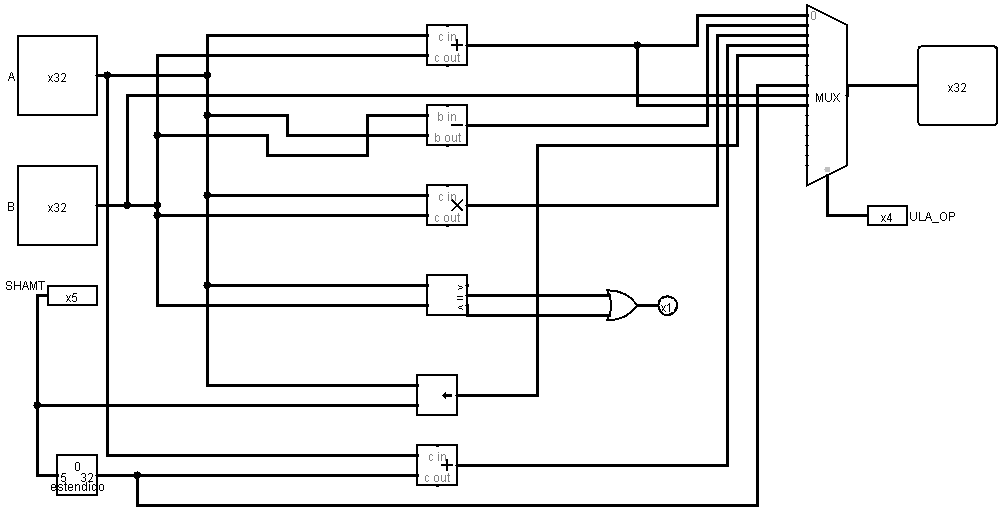 c in
0
c out
A
x32
MUX
x32
b in
b out
B
x32
c in
c out
x4
ULA_OP
SHAMT
x5
x1
c in
0
c out
5
32
estendico